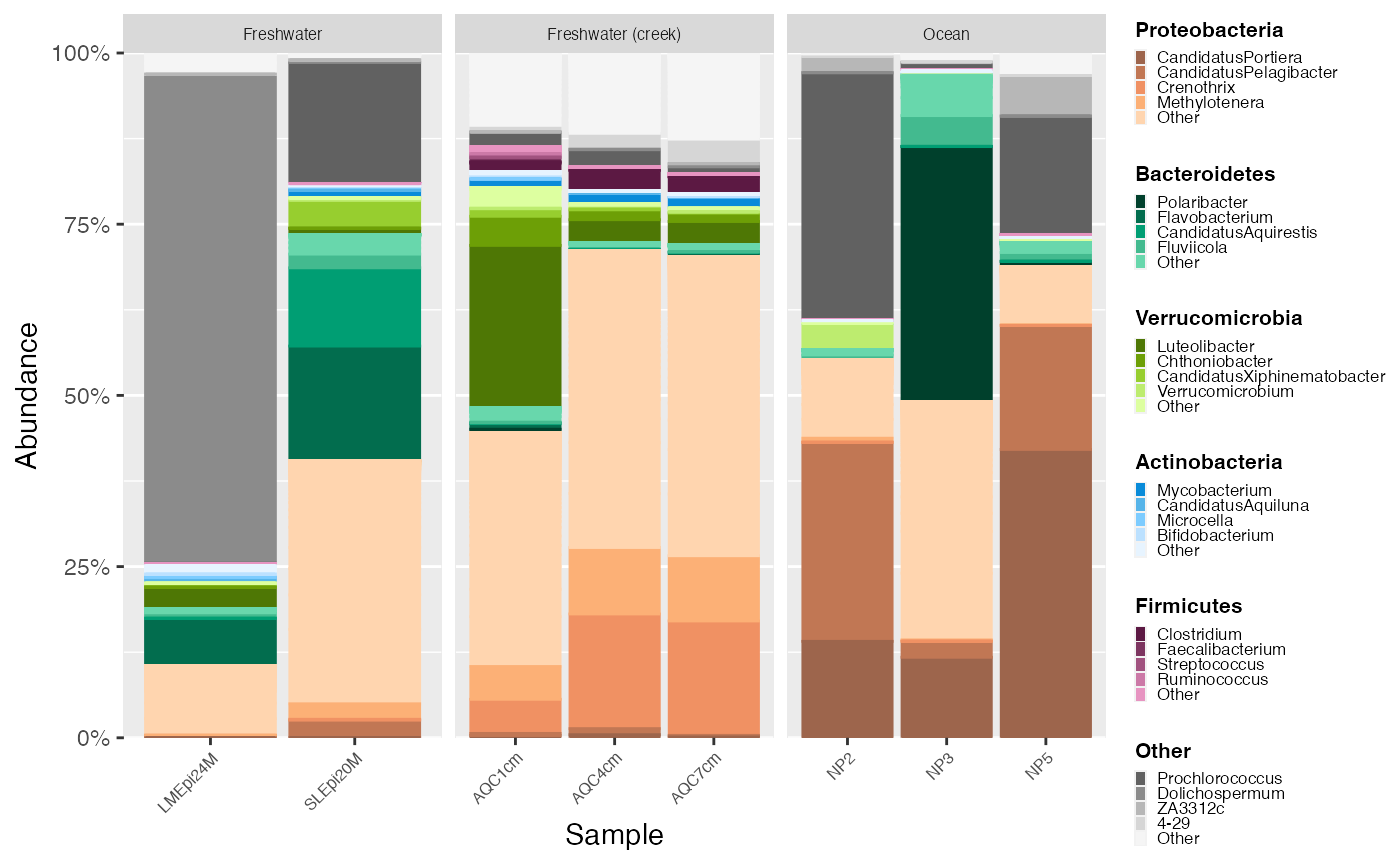 Freshwater
Freshwater (creek)
Ocean
100%
75%
50%
25%
0%
Abundance
LMEpi24M
SLEpi20M
AQC1cm
AQC4cm
AQC7cm
NP2
NP3
NP5
Sample
Proteobacteria
CandidatusPortiera
CandidatusPelagibacter
Crenothrix
Methylotenera
Other
Bacteroidetes
Polaribacter
Flavobacterium
CandidatusAquirestis
Fluviicola
Other
Verrucomicrobia
Luteolibacter
Chthoniobacter
CandidatusXiphinematobacter
Verrucomicrobium
Other
Actinobacteria
Mycobacterium
CandidatusAquiluna
Microcella
Bifidobacterium
Other
Firmicutes
Clostridium
Faecalibacterium
Streptococcus
Ruminococcus
Other
Other
Prochlorococcus
Dolichospermum
ZA3312c
4-29
Other